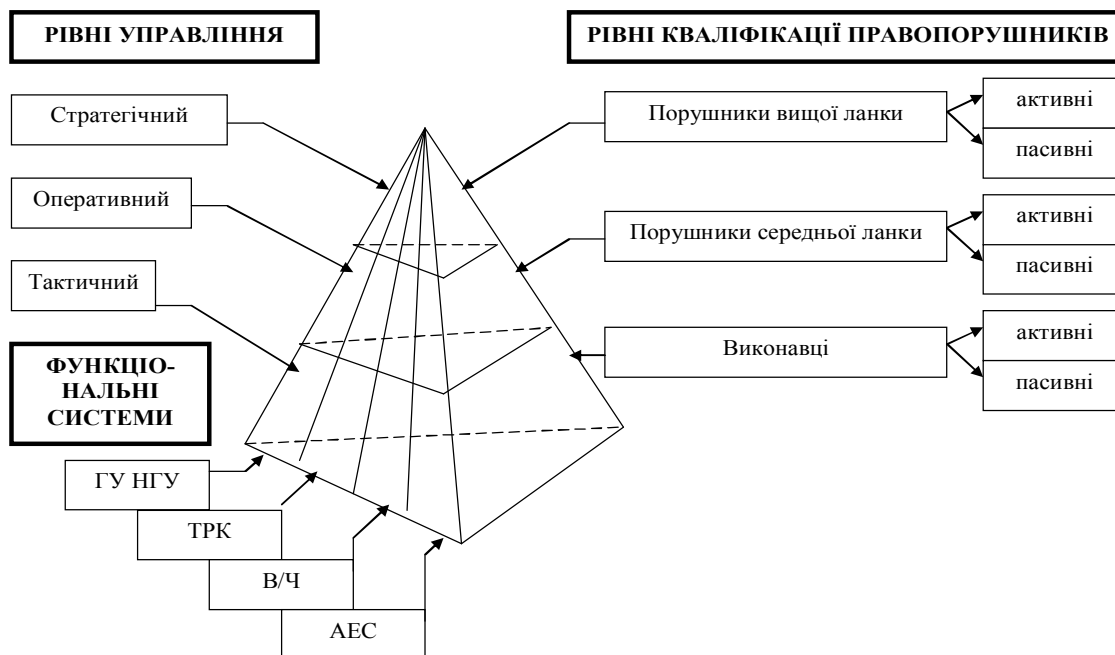 РІВНІ УПРАВЛІННЯ
РІВНІ КВАЛІФІКАЦІЇ ПРАВОПОРУШНИКІВ
Стратегічний
Оперативний
Тактичний
Порушники вищої ланки
активні
пасивні
Порушники середньої ланки
активні
пасивні
Виконавці
активні
пасивні
ФУНКЦІО-
НАЛЬНІ
СИСТЕМИ
ГУ НГУ
ТРК
В/Ч
АЕС